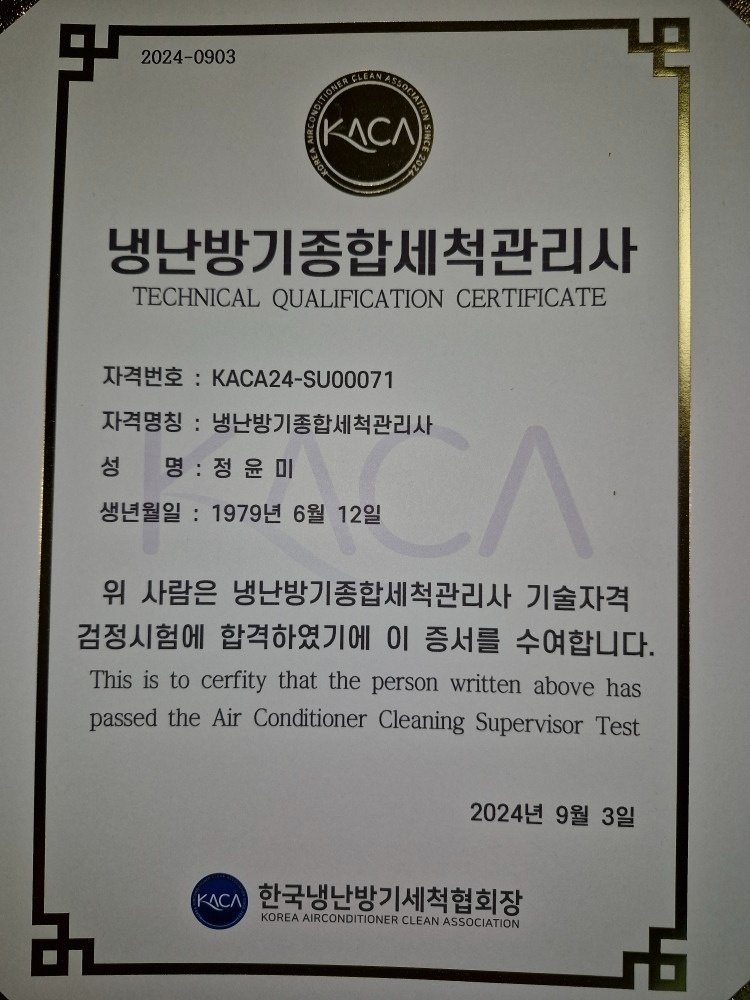 2024-0903
KOREA AIRCONDITIONER CLEAN ASSOCIATION SINCE 2024
KACA
냉난방기종합세척관리사
TECHNICAL QUALIFICATION CERTIFICATE
자격번호 : KACA24-SU00071
자격명칭 : 냉난방기종합세척관리사
성 명 : 정 윤 미
생년월일 : 1979년 6월 12일
KACA
위 사람은 냉난방기종합세척관리사 기술자격
검정시험에 합격하였기에 이 증서를 수여합니다.
This is to cerfity that the person written above has
passed the Air Conditioner Cleaning Supervisor Test
2024년 9월 3일
KACA
한국냉난방기세척협회장
KOREA AIRCONDITIONER CLEAN ASSOCIATION